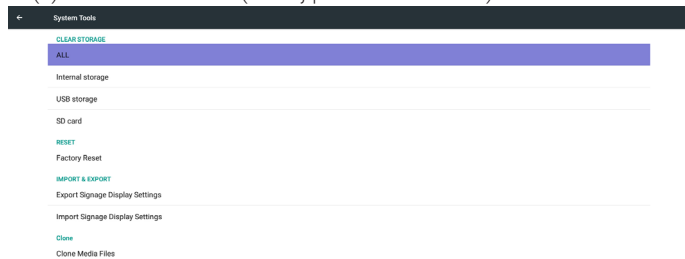 ← System Tools
CLEAR STORAGE
ALL
Internal storage
USB storage
SD card
RESET
Factory Reset
IMPORT & EXPORT
Export Signage Display Settings
Import Signage Display Settings
Clone
Clone Media Files